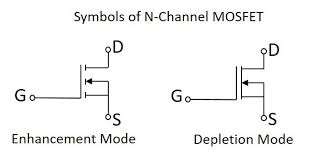 Symbols of N-Channel MOSFET
D D
G G
S S
Enhancement Mode Depletion Mode